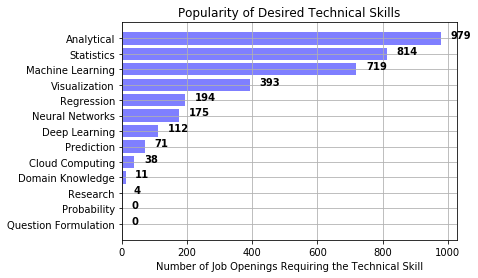 Popularity of Desired Technical Skills
Analytical 979
Statistics 814
Machine Learning 719
Visualization 393
Regression 194
Neural Networks 175
Deep Learning 112
Prediction 71
Cloud Computing 38
Domain Knowledge 11
Research 4
Probability 0
Question Formulation 0
0 200 400 600 800 1000
Number of Job Openings Requiring the Technical Skill